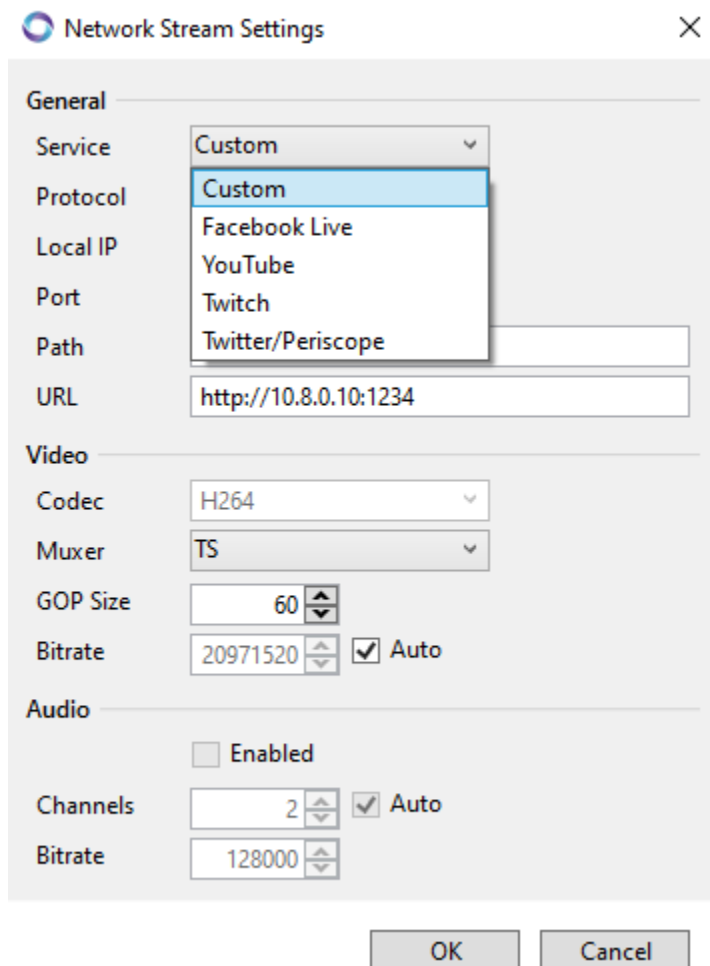 Network Stream Settings
General
Service Custom
Protocol Custom
Facebook Live
Local IP
YouTube
Port Twitch
Path Twitter/Periscope
URL http://10.8.0.10:1234
Video
Codec H264
Muxer TS
GOP Size 60
Bitrate 20971520 Auto
Audio
Enabled
Channels 2 Auto
Bitrate 128000
OK Cancel